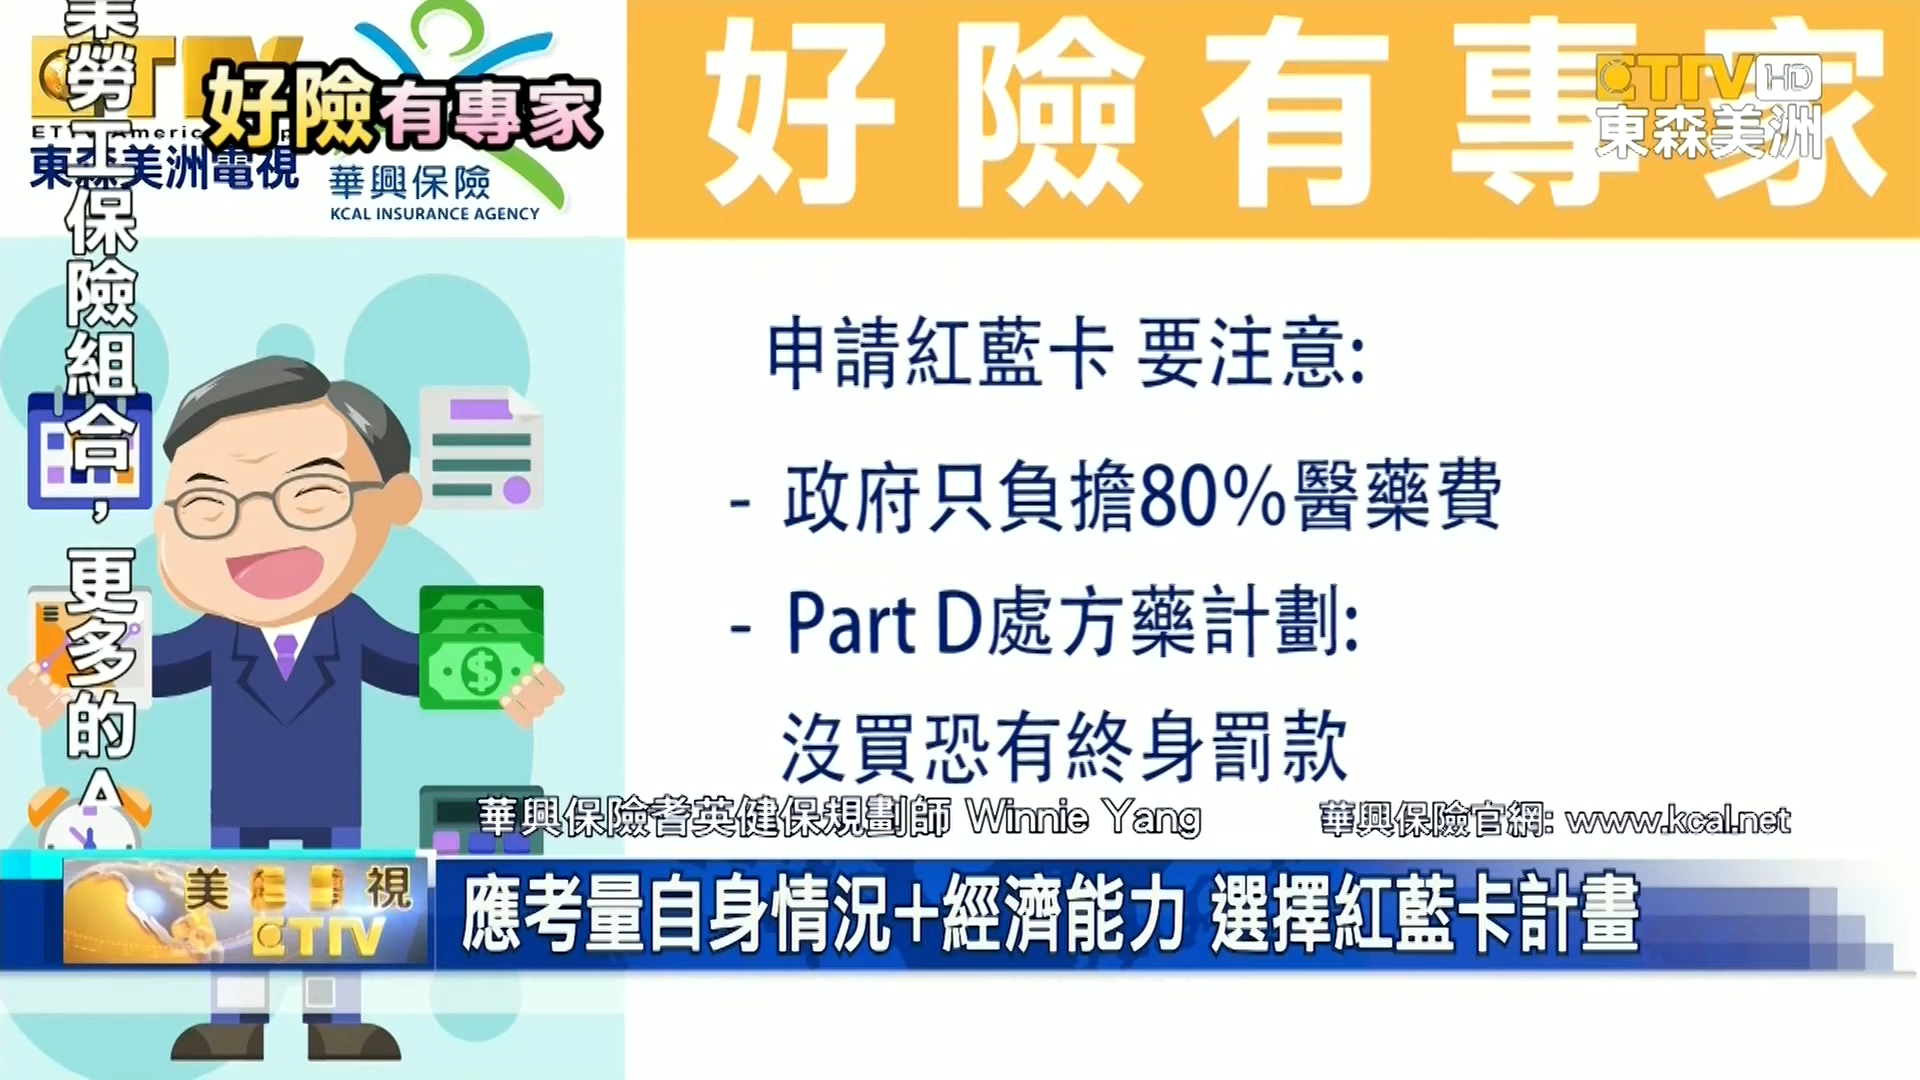 好險有專家
ETTV
HD
東森美洲
好險有專家
東森美洲電視
華興保險
KCAL INSURANCE AGENCY
業勞工保險組合，更多的A
申請紅藍卡 要注意:
- 政府只負擔80%醫藥費
- Part D處方藥計劃:
沒買恐有終身罰款
華興保險耆英健保規劃師 Winnie Yang
華興保險官網: www.kcal.net
ETTV
應考量自身情況+經濟能力 選擇紅藍卡計畫